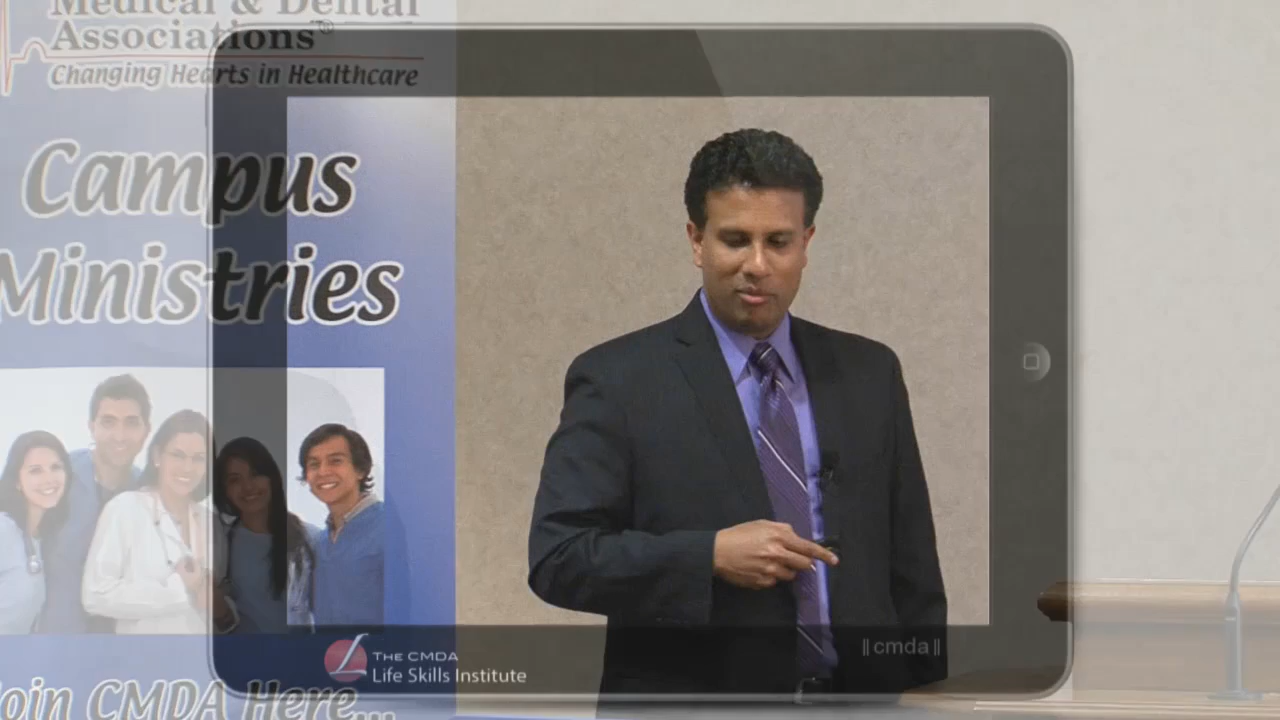 Medical & Dental
Associations®
Changing Hearts in Healthcare
Campus
Ministries
Join CMDA Here...
THE CMDA
Life Skills Institute
||cmda||